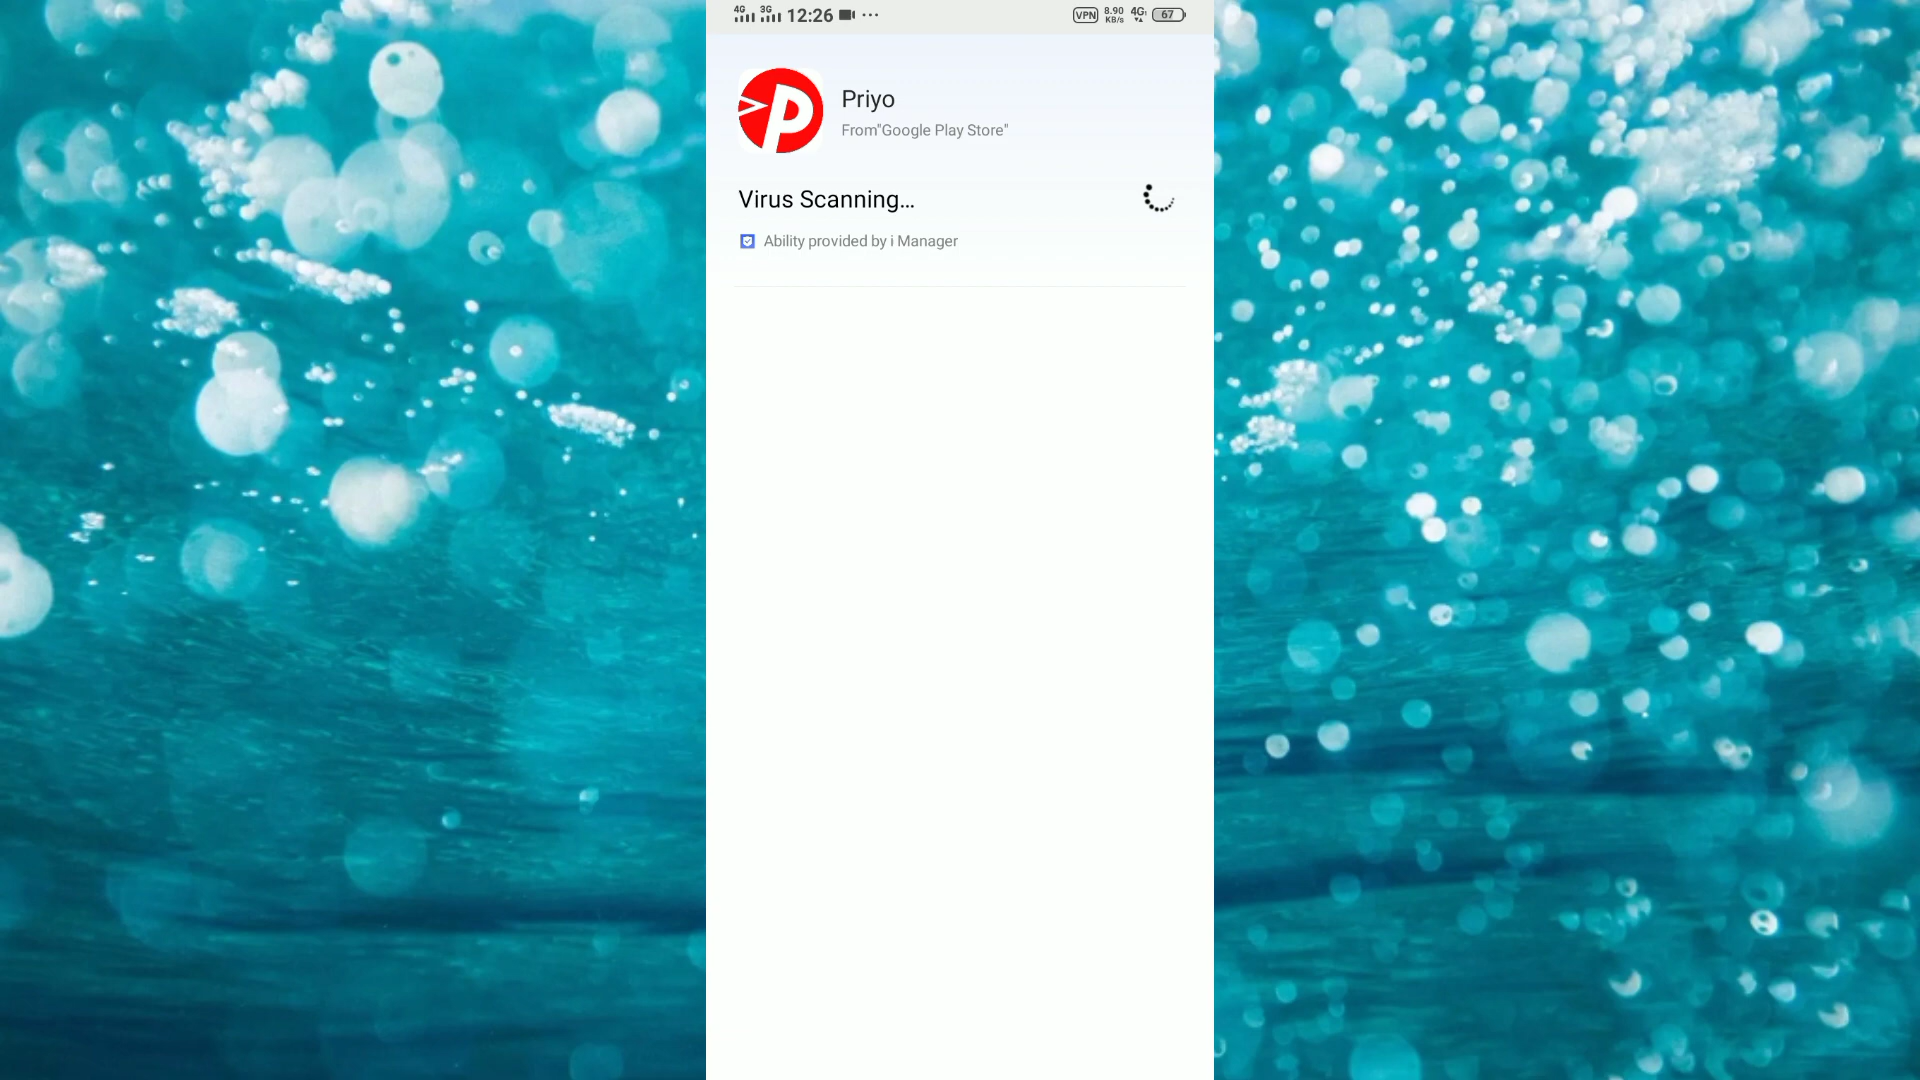 4G 3G 12:26 ... VPN 8.90 KB/s 4G 67
Priyo
From"Google Play Store"
Virus Scanning...
Ability provided by i Manager